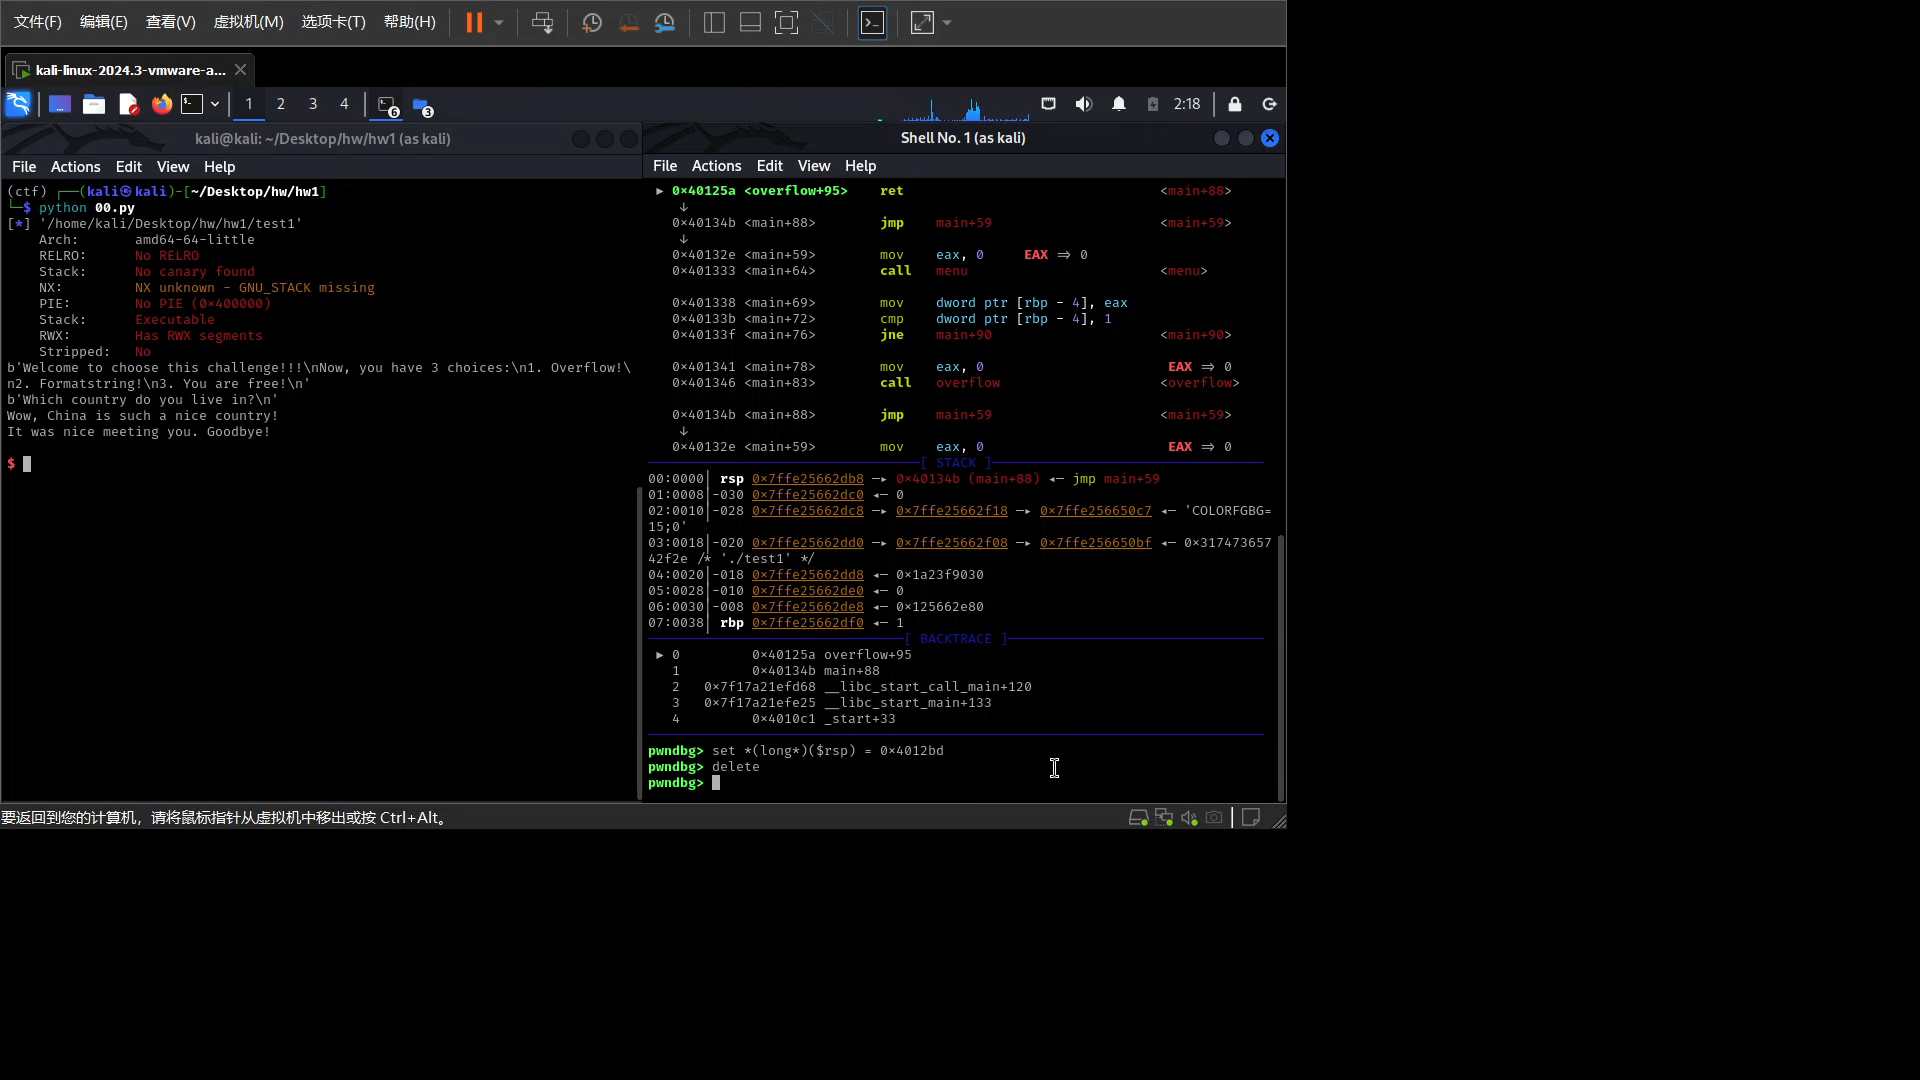 文件(F) 编辑(E) 查看(V) 虚拟机(M) 选项卡(T) 帮助(H)
kali-linux-2024.3-vmware-a...
1 2 3 4 6 3 2:18
kali@kali: ~/Desktop/hw/hw1 (as kali)
File Actions Edit View Help
(ctf) ┌──(kali㉿kali)-[~/Desktop/hw/hw1]
└─$ python 00.py
[*] '/home/kali/Desktop/hw/hw1/test1'
Arch: amd64-64-little
RELRO: No RELRO
Stack: No canary found
NX: NX unknown - GNU_STACK missing
PIE: No PIE (0x400000)
Stack: Executable
RWX: Has RWX segments
Stripped: No
b'Welcome to choose this challenge!!!\nNow, you have 3 choices:\n1. Overflow!\
n2. Formatstring!\n3. You are free!\n'
b'Which country do you live in?\n'
Wow, China is such a nice country!
It was nice meeting you. Goodbye!
$
Shell No. 1 (as kali)
File Actions Edit View Help
► 0x40125a <overflow+95> ret <main+88>
↓
0x40134b <main+88> jmp main+59 <main+59>
↓
0x40132e <main+59> mov eax, 0 EAX => 0
0x401333 <main+64> call menu <menu>
0x401338 <main+69> mov dword ptr [rbp - 4], eax
0x40133b <main+72> cmp dword ptr [rbp - 4], 1
0x40133f <main+76> jne main+90 <main+90>
0x401341 <main+78> mov eax, 0 EAX => 0
0x401346 <main+83> call overflow <overflow>
0x40134b <main+88> jmp main+59 <main+59>
↓
0x40132e <main+59> mov eax, 0 EAX => 0
[ STACK ]
00:0000│ rsp 0x7ffe25662db8 —▸ 0x40134b (main+88) ◂— jmp main+59
01:0008│-030 0x7ffe25662dc0 ◂— 0
02:0010│-028 0x7ffe25662dc8 —▸ 0x7ffe25662f18 —▸ 0x7ffe256650c7 ◂— 'COLORFGBG=
15;0'
03:0018│-020 0x7ffe25662dd0 —▸ 0x7ffe25662f08 —▸ 0x7ffe256650bf ◂— 0x317473657
42f2e /* './test1' */
04:0020│-018 0x7ffe25662dd8 ◂— 0x1a23f9030
05:0028│-010 0x7ffe25662de0 ◂— 0
06:0030│-008 0x7ffe25662de8 ◂— 0x125662e80
07:0038│ rbp 0x7ffe25662df0 ◂— 1
[ BACKTRACE ]
► 0 0x40125a overflow+95
1 0x40134b main+88
2 0x7f17a21efd68 __libc_start_call_main+120
3 0x7f17a21efe25 __libc_start_main+133
4 0x4010c1 _start+33
pwndbg> set *(long*)($rsp) = 0x4012bd
pwndbg> delete
pwndbg>
要返回到您的计算机，请将鼠标指针从虚拟机中移出或按 Ctrl+Alt。